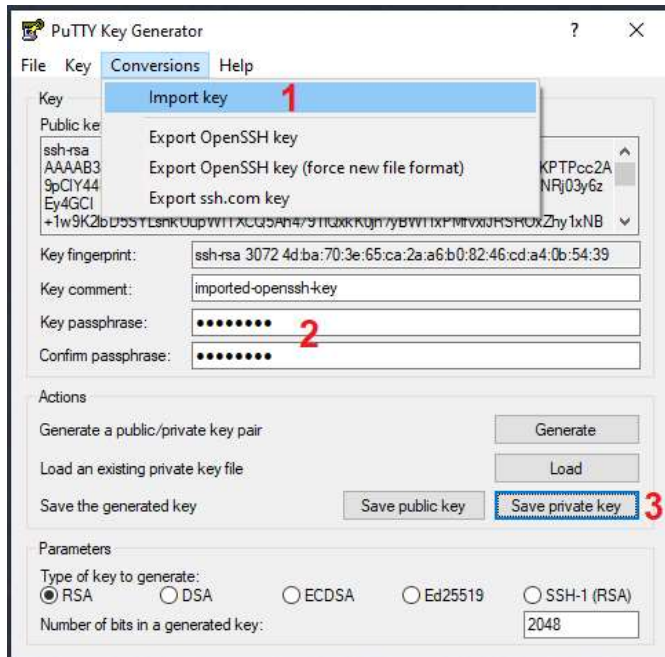 PuTTY Key Generator ? ×
File Key Conversions Help
Key
Import key 1
Public ke
Export OpenSSH key
Export OpenSSH key (force new file format)
Export ssh.com key
ssh-rsa
AAAAB3 KPTPcc2A
9pCIY44 NRj03y6z
Ey4GCI
Key fingerprint: ssh-rsa 3072 4d:ba:70:3e:65:ca:2a:a6:b0:82:46:cd:a4:0b:54:39
Key comment: imported-openssh-key
Key passphrase: ●●●●●●●● 2
Confirm passphrase: ●●●●●●●●
Actions
Generate a public/private key pair Generate
Load an existing private key file Load
Save the generated key Save public key Save private key 3
Parameters
Type of key to generate:
RSA DSA ECDSA Ed25519 SSH-1 (RSA)
Number of bits in a generated key: 2048